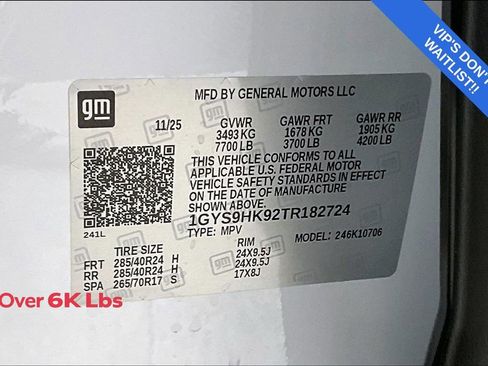 VIP'S DON'T
WAITLIST!!
gm
MFD BY GENERAL MOTORS LLC
11/25 GVWR GAWR FRT GAWR RR
3493 KG 1678 KG 1905 KG
7700 LB 3700 LB 4200 LB
THIS VEHICLE CONFORMS TO ALL
APPLICABLE U.S. FEDERAL MOTOR
VEHICLE SAFETY STANDARDS IN EFFECT
ON THE DATE OF MANUFACTURE
SHOWN ABOVE.
1GYS9HK92TR182724
TYPE: MPV MODEL: 246K10706
241L
TIRE SIZE RIM
FRT 285/40R24 H 24X9.5J
RR 285/40R24 H 24X9.5J
SPA 265/70R17 S 17X8J
Over 6K Lbs